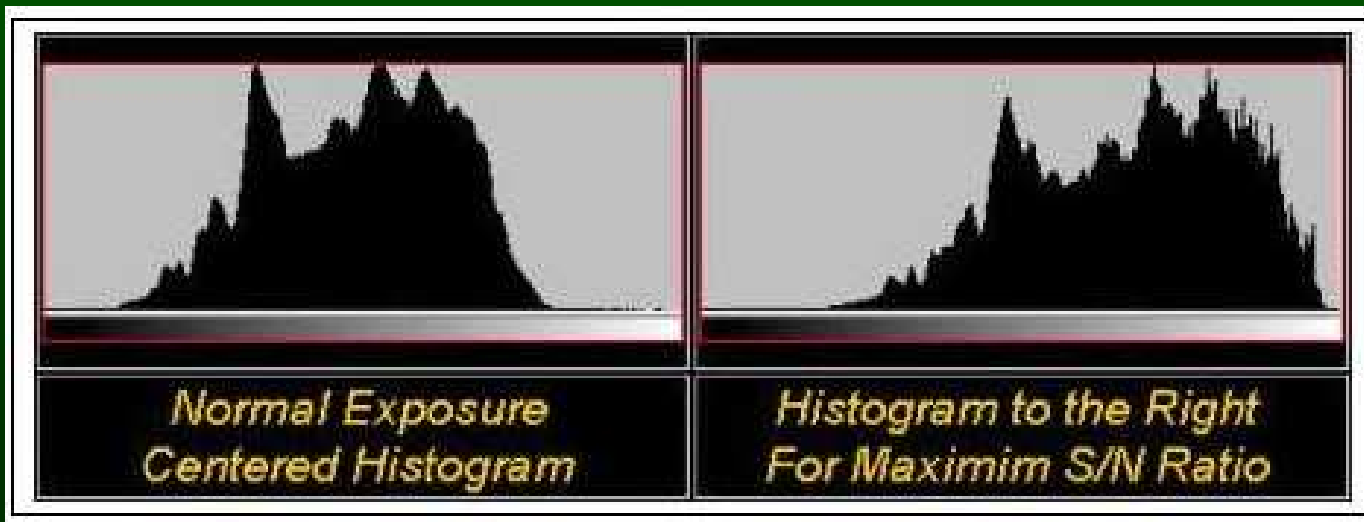 Normal Exposure
Centered Histogram
Histogram to the Right
For Maximim S/N Ratio